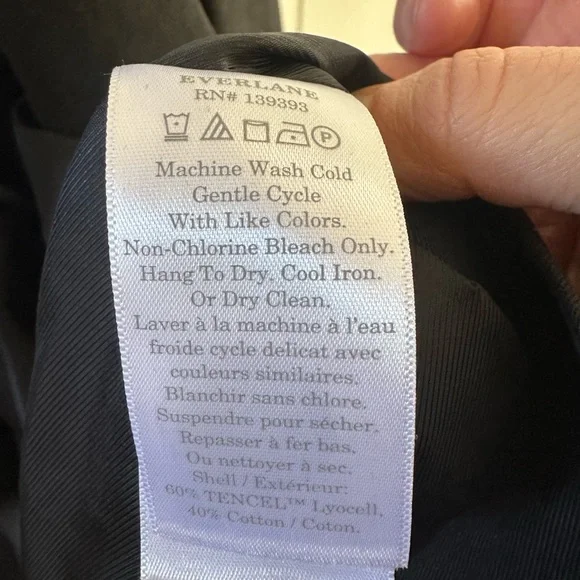 EVERLANE
RN# 139393
P
Machine Wash Cold
Gentle Cycle
With Like Colors.
Non-Chlorine Bleach Only.
Hang To Dry. Cool Iron.
Or Dry Clean.
Laver à la machine à l'eau
froide cycle delicat avec
couleurs similaires.
Blanchir sans chlore.
Suspendre pour sécher.
Repasser à fer bas.
Ou nettoyer à sec.
Shell / Extérieur:
60% TENCEL™ Lyocell,
40% Cotton / Coton.